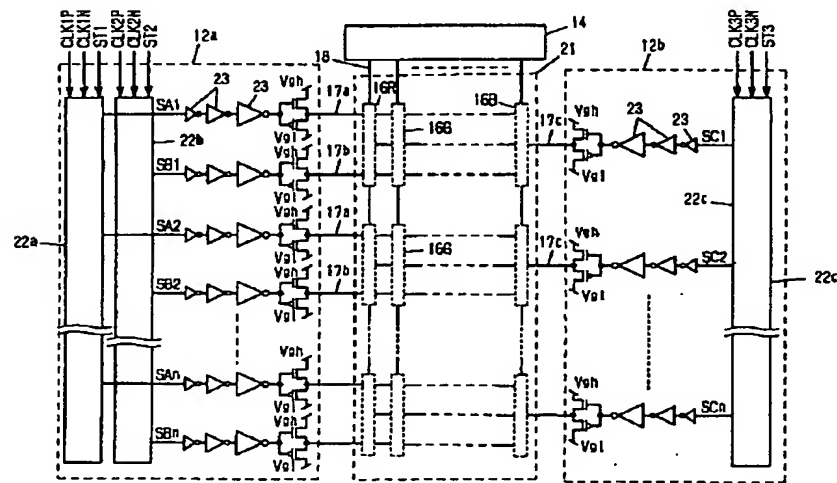 CLK1P
CLK1N
ST1
CLK2P
CLK2N
ST2
12a
14
18
21
12b
CLK3P
CLK3N
ST3
23
23
Vgh
17a
16R
16B
Vgh
23
23
SA1
SC1
22b
Vgl
16G
17c
Vgl
Vgh
17b
SB1
Vgl
22c
22a
SA2
Vgh
17a
16G
17c
Vgh
SC2
22c
Vgl
Vgh
17b
Vgl
SB2
Vgl
SAn
Vgh
Vgh
SCn
Vgl
Vgh
Vgl
SBn
Vgl